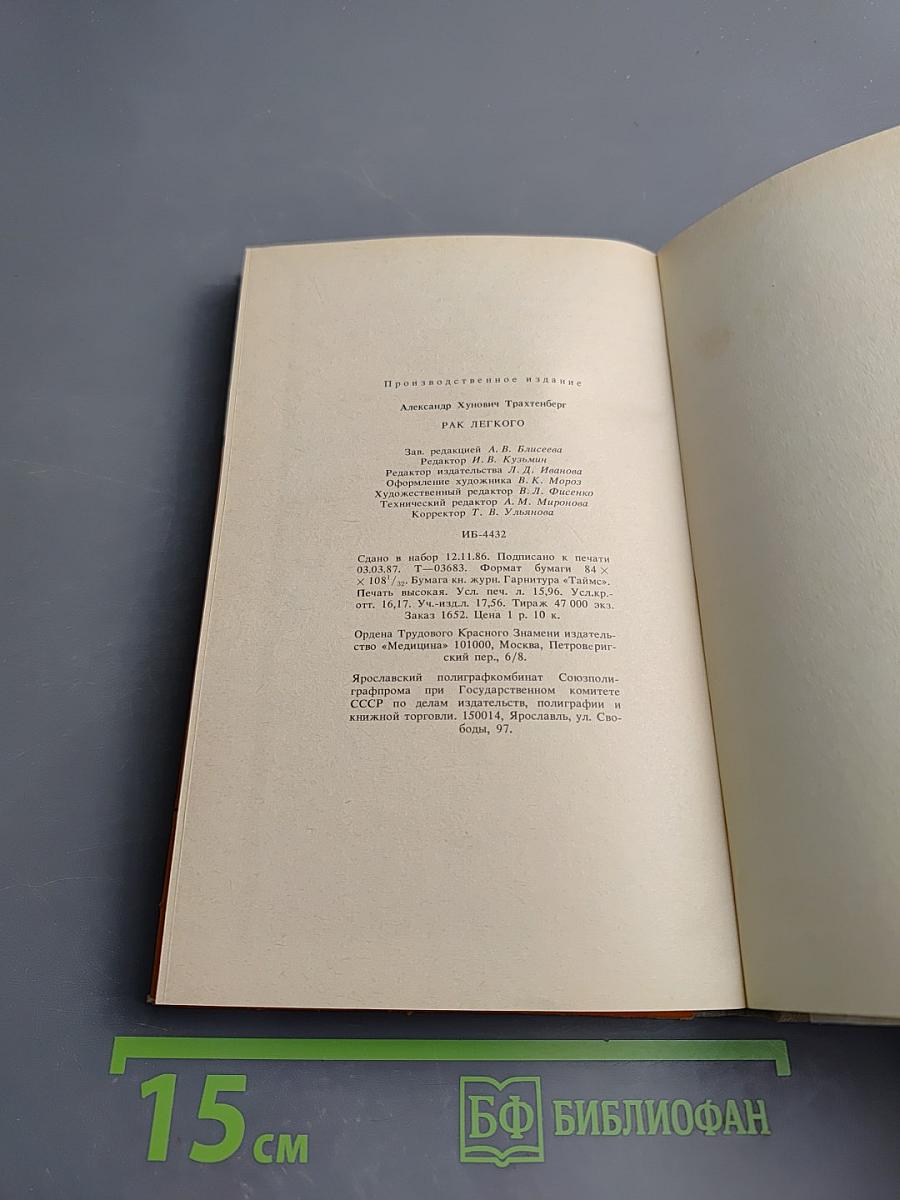 Производственное издание
Александр Хунович Трахтенберг
РАК ЛЕГКОГО
Зав. редакцией А. В. Блисеева
Редактор И. В. Кузьмин
Редактор издательства Л. Д. Иванова
Оформление художника В. К. Мороз
Художественный редактор В. Л. Фисенко
Технический редактор А. М. Миронова
Корректор Т. В. Ульянова
ИБ-4432
Сдано в набор 12.11.86. Подписано к печати
03.03.87. Т—03683. Формат бумаги 84 ×
× 108¹/₃₂. Бумага кн. журн. Гарнитура «Таймс».
Печать высокая. Усл. печ. л. 15,96. Усл.кр.-
отт. 16,17. Уч.-изд.л. 17,56. Тираж 47 000 экз.
Заказ 1652. Цена 1 р. 10 к.
Ордена Трудового Красного Знамени издатель-
ство «Медицина» 101000, Москва, Петровериг-
ский пер., 6/8.
Ярославский полиграфкомбинат Союзполи-
графпрома при Государственном комитете
СССР по делам издательств, полиграфии и
книжной торговли. 150014, Ярославль, ул. Сво-
боды, 97.
15 см
БФ БИБЛИОФАН